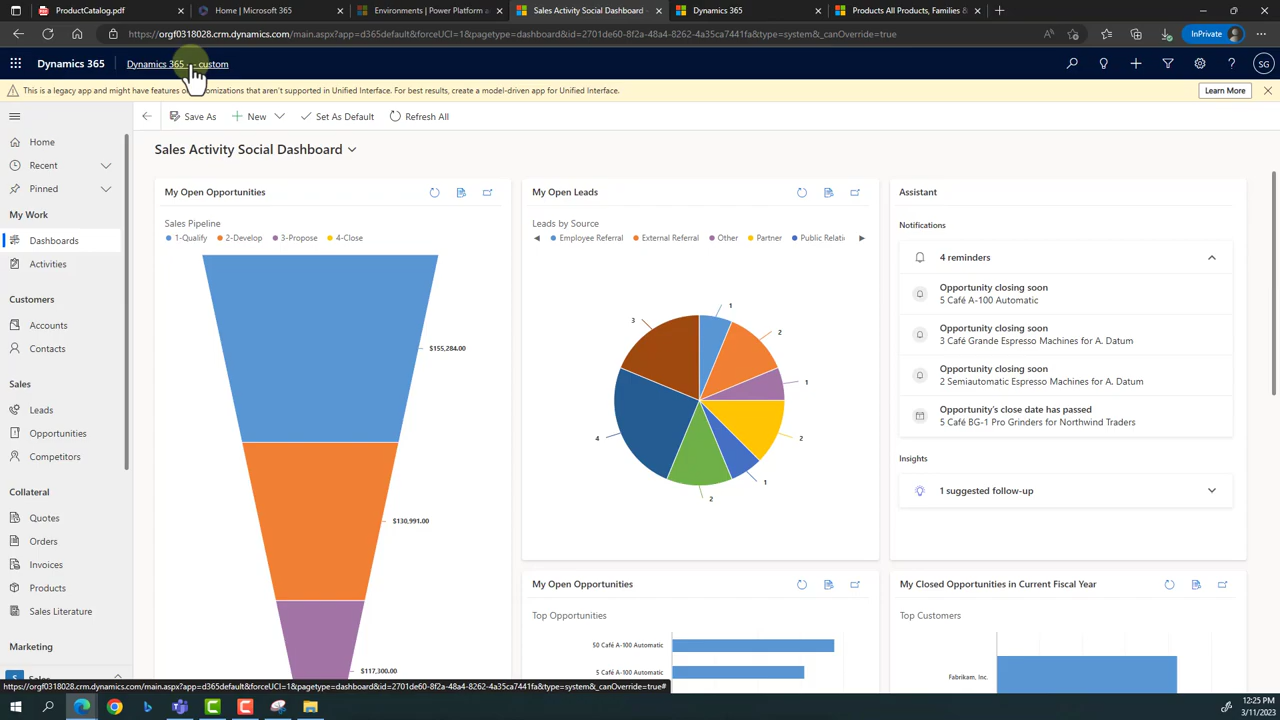 ProductCatalog.pdf
Home | Microsoft 365
Environments | Power Platform a
Sales Activity Social Dashboard -
Dynamics 365
Products All Products, Families &
https://orgf0318028.crm.dynamics.com/main.aspx?app=d365default&forceUCI=1&pagetype=dashboard&id=2701de60-8f2a-48a4-8262-4a35ca7441fa&type=system&_canOverride=true
InPrivate
Dynamics 365
Dynamics 365 — custom
SG
This is a legacy app and might have features or customizations that aren't supported in Unified Interface. For best results, create a model-driven app for Unified Interface.
Learn More
Save As
New
Set As Default
Refresh All
Home
Recent
Pinned
My Work
Dashboards
Activities
Customers
Accounts
Contacts
Sales
Leads
Opportunities
Competitors
Collateral
Quotes
Orders
Invoices
Products
Sales Literature
Marketing
S Sales
Sales Activity Social Dashboard
My Open Opportunities
Sales Pipeline
1-Qualify 2-Develop 3-Propose 4-Close
$155,284.00
$130,991.00
$117,300.00
My Open Leads
Leads by Source
Employee Referral External Referral Other Partner Public Relati
1
2
1
2
1
2
4
3
Assistant
Notifications
4 reminders
Opportunity closing soon
5 Café A-100 Automatic
Opportunity closing soon
3 Café Grande Espresso Machines for A. Datum
Opportunity closing soon
2 Semiautomatic Espresso Machines for A. Datum
Opportunity's close date has passed
5 Café BG-1 Pro Grinders for Northwind Traders
Insights
1 suggested follow-up
My Open Opportunities
Top Opportunities
50 Café A-100 Automatic
5 Café A-100 Automatic
My Closed Opportunities in Current Fiscal Year
Top Customers
Fabrikam, Inc.
https://orgf0318028.crm.dynamics.com/main.aspx?app=d365default&forceUCI=1&pagetype=dashboard&id=2701de60-8f2a-48a4-8262-4a35ca7441fa&type=system&_canOverride=true#
12:25 PM
3/11/2023